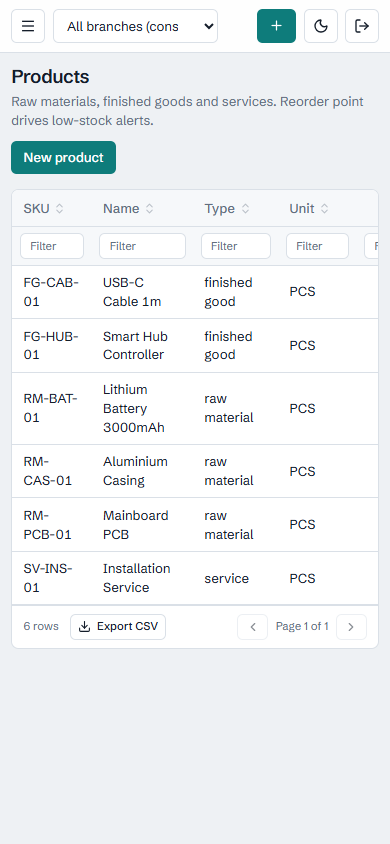 All branches (cons
Products
Raw materials, finished goods and services. Reorder point
drives low-stock alerts.
New product
SKU Name Type Unit
Filter Filter Filter Filter
FG-CAB-
01
USB-C
Cable 1m
finished
good
PCS
FG-HUB-
01
Smart Hub
Controller
finished
good
PCS
RM-BAT-
01
Lithium
Battery
3000mAh
raw
material
PCS
RM-
CAS-01
Aluminium
Casing
raw
material
PCS
RM-
PCB-01
Mainboard
PCB
raw
material
PCS
SV-INS-
01
Installation
Service
service
PCS
6 rows Export CSV Page 1 of 1